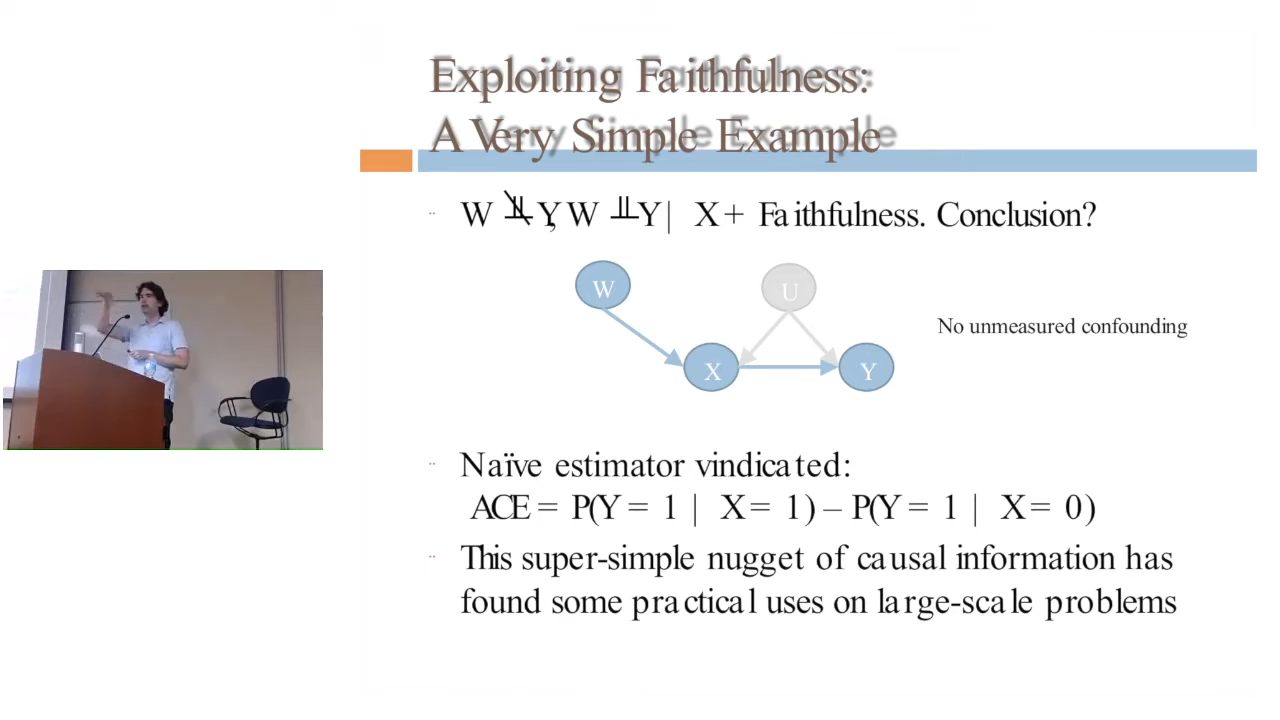 Exploiting Faithfulness:
A Very Simple Example
W ⫫̸ Y, W ⫫ Y | X + Faithfulness. Conclusion?
W
U
No unmeasured confounding
X
Y
Naïve estimator vindicated:
ACE = P(Y = 1 | X = 1) – P(Y = 1 | X = 0)
This super-simple nugget of causal information has
found some practical uses on large-scale problems